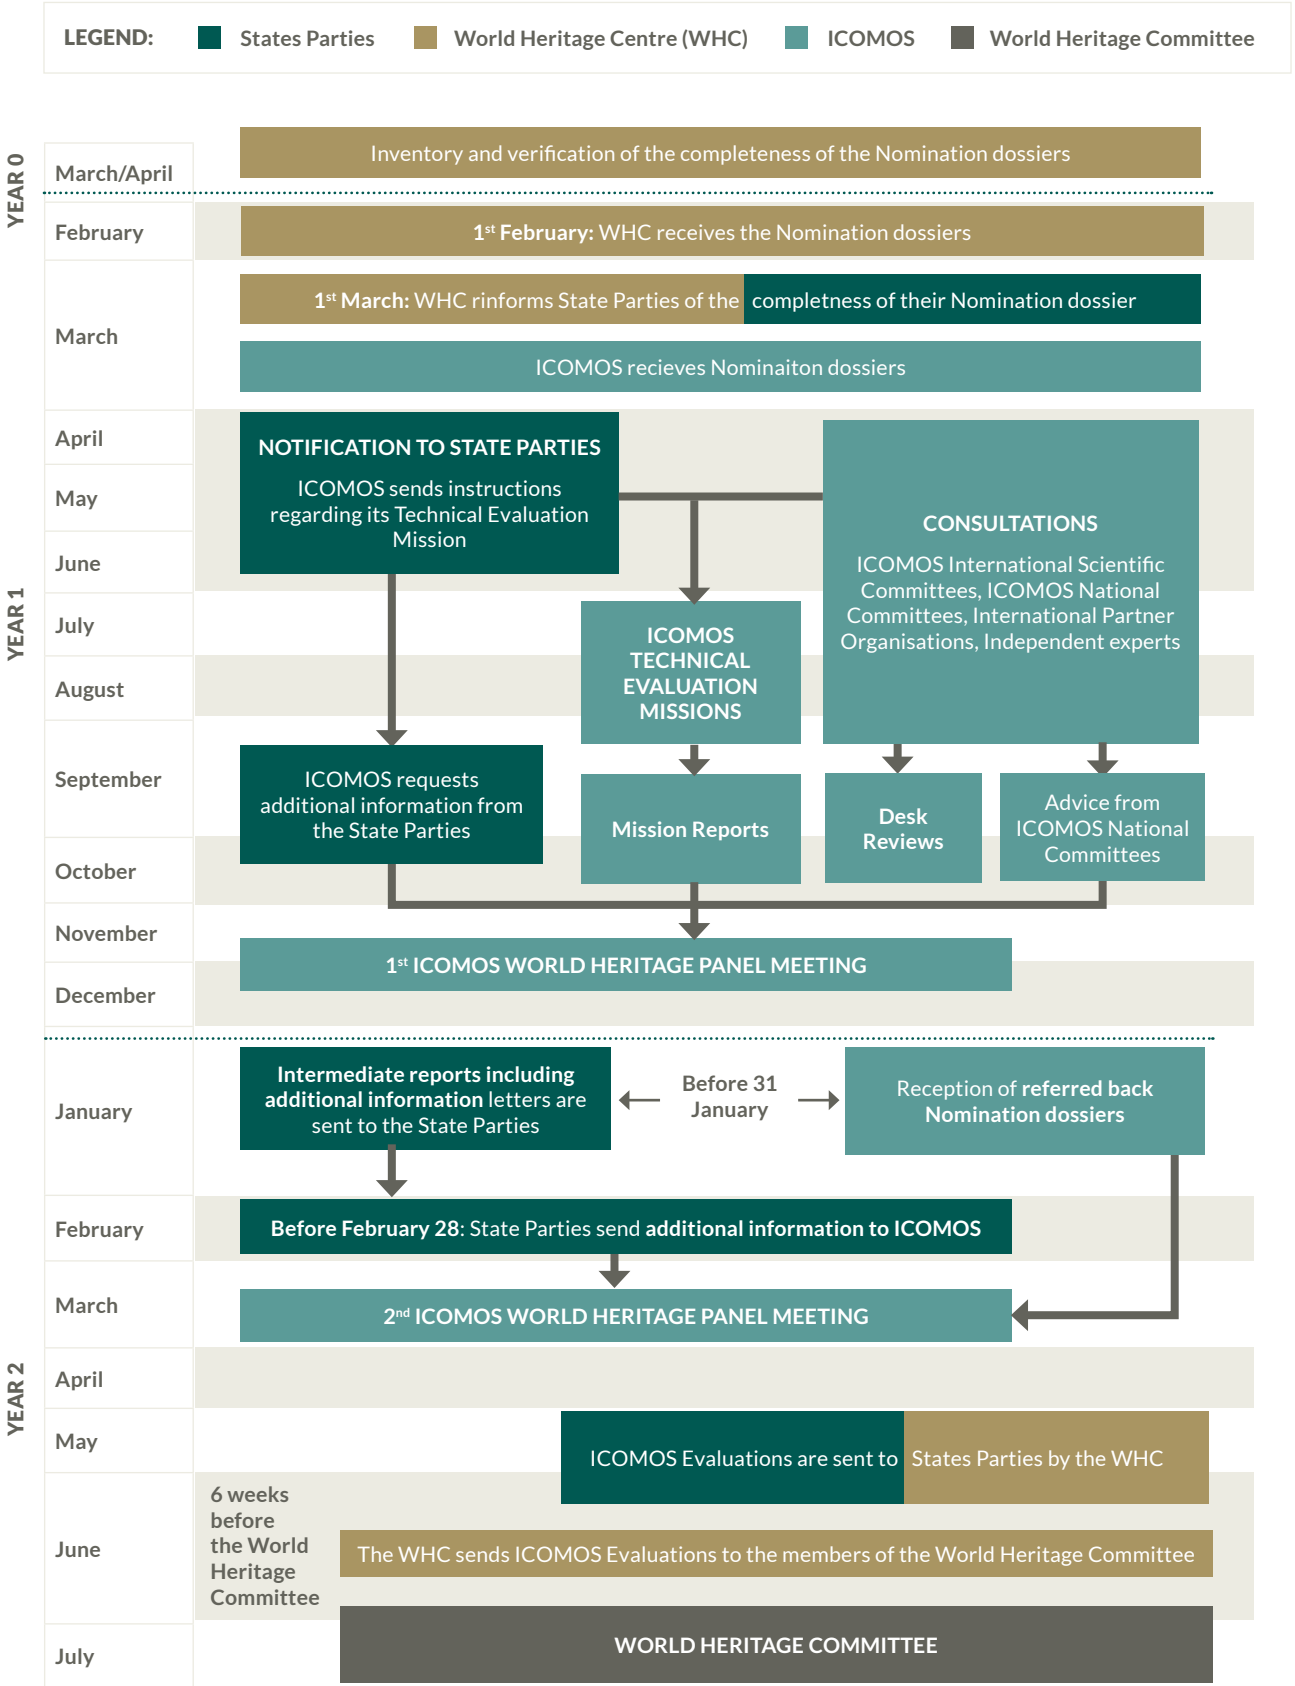 LEGEND: States Parties World Heritage Centre (WHC) ICOMOS World Heritage Committee
YEAR 0
March/April
Inventory and verification of the completeness of the Nomination dossiers
YEAR 1
February
1st February: WHC receives the Nomination dossiers
March
1st March: WHC rinforms State Parties of the completness of their Nomination dossier
ICOMOS recieves Nominaiton dossiers
April
May
June
NOTIFICATION TO STATE PARTIES
ICOMOS sends instructions
regarding its Technical Evaluation
Mission
CONSULTATIONS
ICOMOS International Scientific
Committees, ICOMOS National
Committees, International Partner
Organisations, Independent experts
July
August
ICOMOS
TECHNICAL
EVALUATION
MISSIONS
September
October
ICOMOS requests
additional information from
the State Parties
Mission Reports
Desk
Reviews
Advice from
ICOMOS National
Committees
November
December
1st ICOMOS WORLD HERITAGE PANEL MEETING
YEAR 2
January
Intermediate reports including
additional information letters are
sent to the State Parties
Before 31
January
Reception of referred back
Nomination dossiers
February
Before February 28: State Parties send additional information to ICOMOS
March
2nd ICOMOS WORLD HERITAGE PANEL MEETING
April
May
ICOMOS Evaluations are sent to States Parties by the WHC
June
6 weeks
before
the World
Heritage
Committee
The WHC sends ICOMOS Evaluations to the members of the World Heritage Committee
July
WORLD HERITAGE COMMITTEE